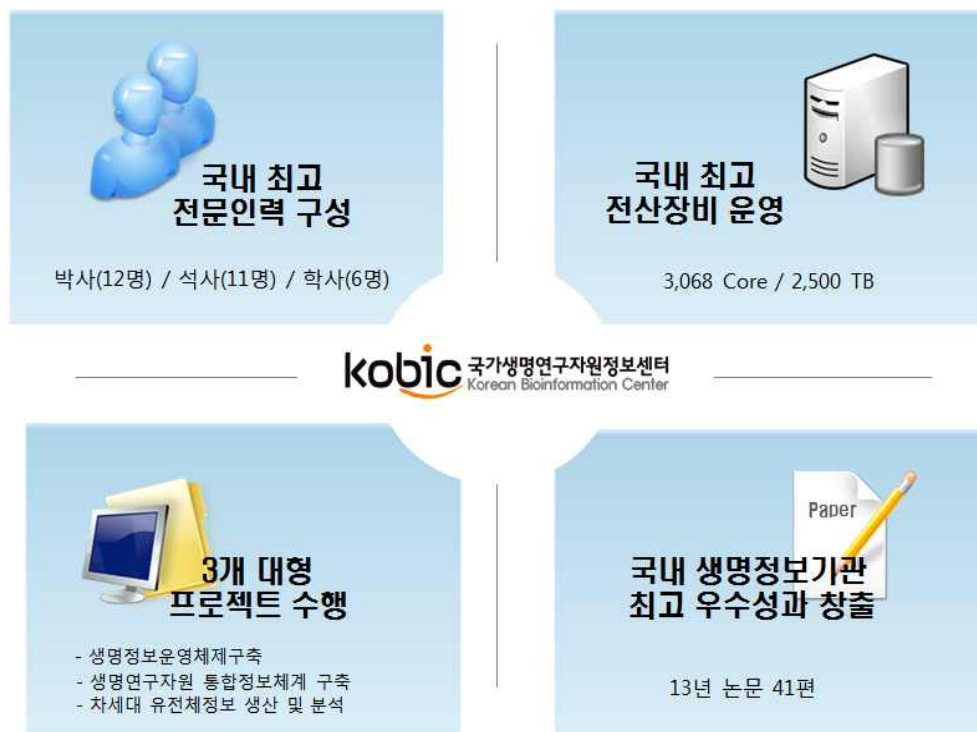 국내 최고
전문인력 구성
박사(12명) / 석사(11명) / 학사(6명)
국내 최고
전산장비 운영
3,068 Core / 2,500 TB
kobic 국가생명연구자원정보센터
Korean Bioinformation Center
3개 대형
프로젝트 수행
- 생명정보운영체제구축
- 생명연구자원 통합정보체계 구축
- 차세대 유전체정보 생산 및 분석
Paper
국내 생명정보기관
최고 우수성과 창출
13년 논문 41편